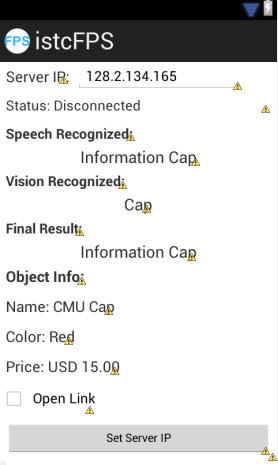 FPS istcFPS
Server IP: 128.2.134.165
Status: Disconnected
Speech Recognized:
Information Cap
Vision Recognized:
Cap
Final Result:
Information Cap
Object Info:
Name: CMU Cap
Color: Red
Price: USD 15.00
Open Link
Set Server IP